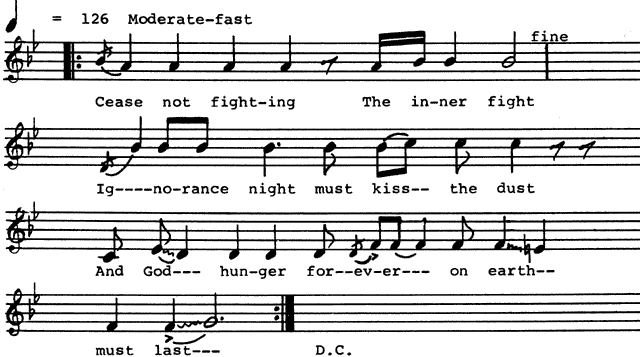 = 126 Moderate-fast
fine
Cease not fight-ing The in-ner fight
Ig----no-rance night must kiss-- the dust
And God--- hun-ger for--ev-er--- on earth--
must last--- D.C.